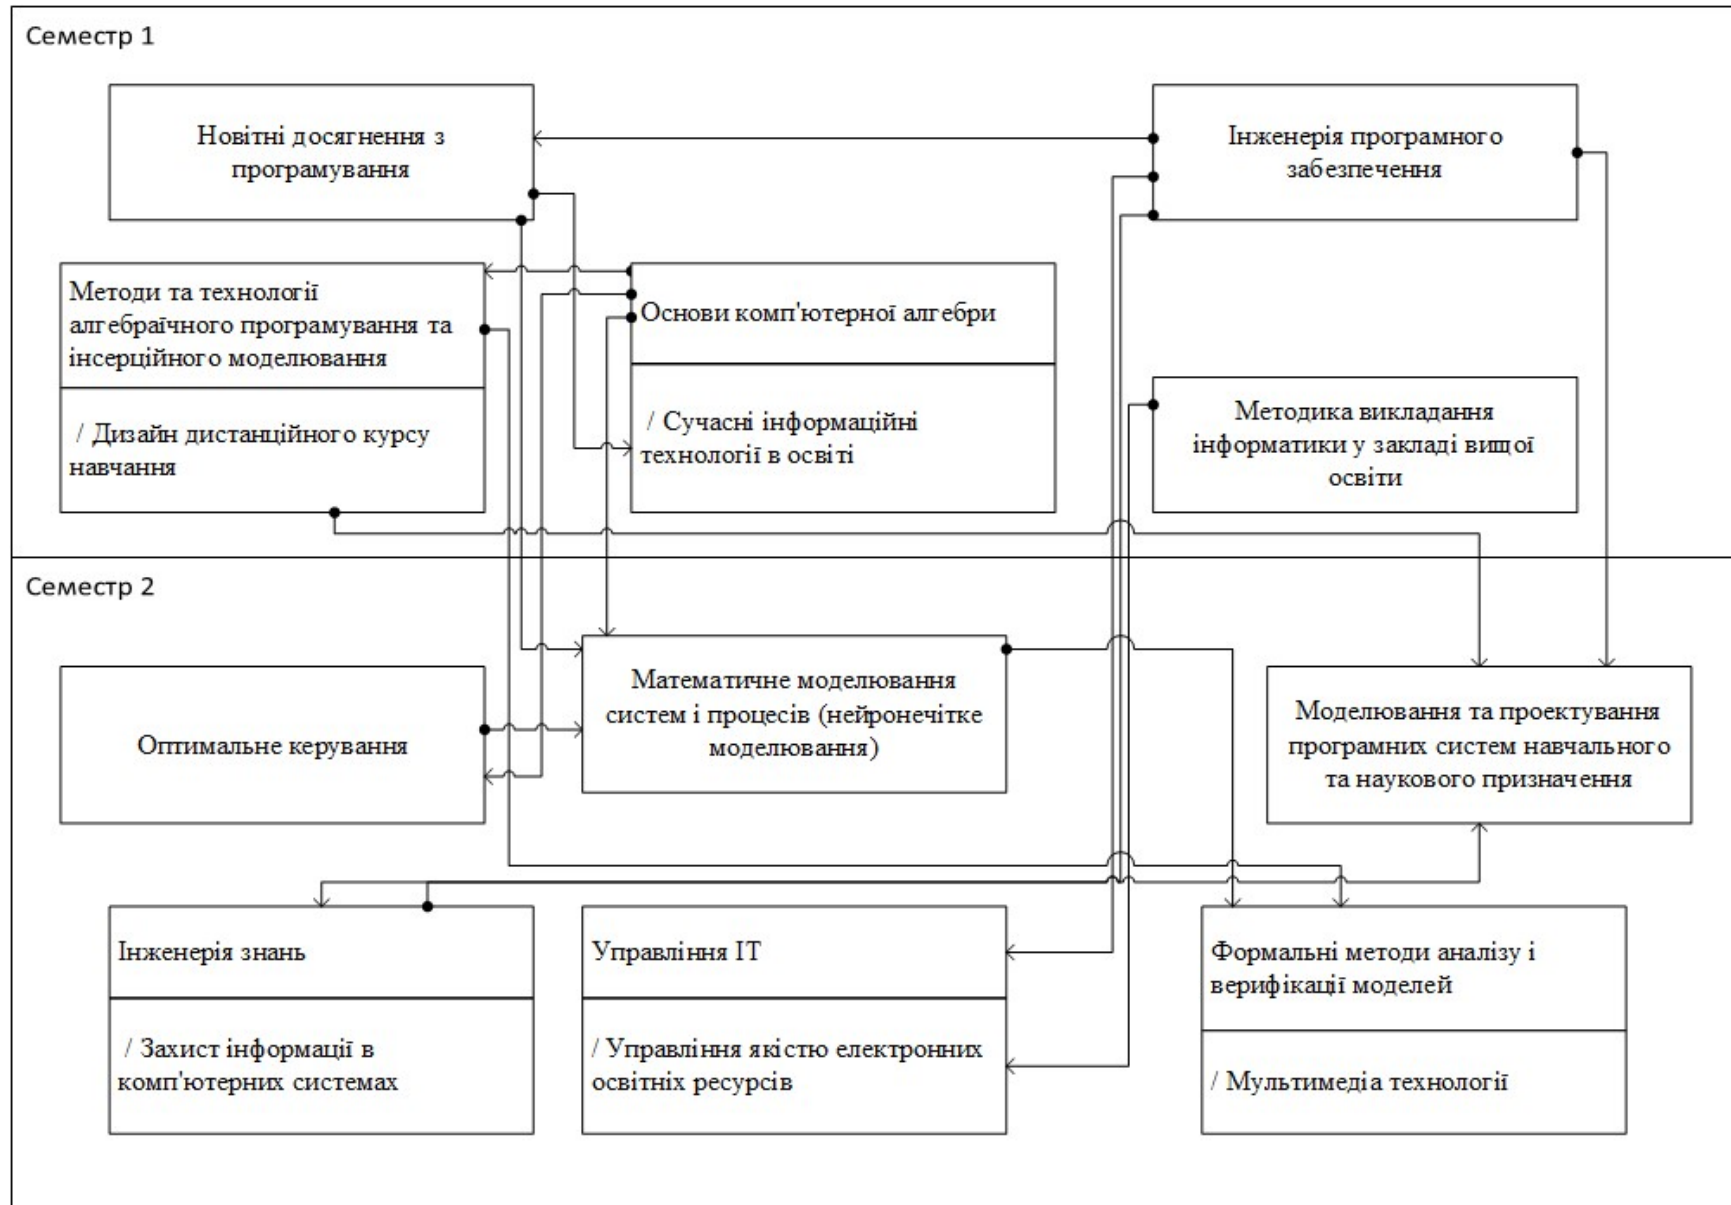 Семестр 1
Новітні досягнення з
програмування
Інженерія програмного
забезпечення
Методи та технології
алгебраїчного програмування та
інсерційного моделювання
/ Дизайн дистанційного курсу
навчання
Основи комп'ютерної алгебри
/ Сучасні інформаційні
технології в освіті
Методика викладання
інформатики у закладі вищої
освіти
Семестр 2
Оптимальне керування
Математичне моделювання
систем і процесів (нейронечітке
моделювання)
Моделювання та проектування
програмних систем навчального
та наукового призначення
Інженерія знань
/ Захист інформації в
комп'ютерних системах
Управління ІТ
/ Управління якістю електронних
освітніх ресурсів
Формальні методи аналізу і
верифікації моделей
/ Мультимедіа технології